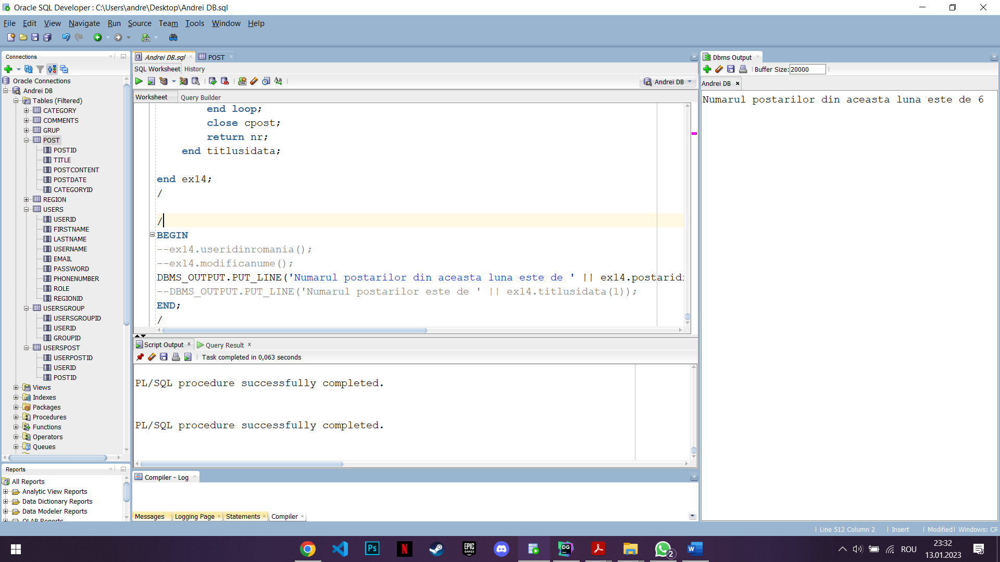 Oracle SQL Developer : C:\Users\andre\Desktop\Andrei DB.sql
File Edit View Navigate Run Source Team Tools Window Help
Connections
Oracle Connections
Andrei DB
Tables (Filtered)
CATEGORY
COMMENTS
GRUP
POST
POSTID
TITLE
POSTCONTENT
POSTDATE
CATEGORYID
REGION
USERS
USERID
FIRSTNAME
LASTNAME
USERNAME
EMAIL
PASSWORD
PHONENUMBER
ROLE
REGIONID
USERSGROUP
USERSGROUPID
USERID
GROUPID
USERSPOST
USERPOSTID
USERID
POSTID
Views
Indexes
Packages
Procedures
Functions
Operators
Queues
Reports
All Reports
Analytic View Reports
Data Dictionary Reports
Data Modeler Reports
OLAP Reports
Andrei DB.sql POST
SQL Worksheet History
Andrei DB
Worksheet Query Builder
end loop;
close cpost;
return nr;
end titlusidata;
end ex14;
/
/
BEGIN
--ex14.useridinromania();
--ex14.modificanume();
DBMS_OUTPUT.PUT_LINE('Numarul postarilor din aceasta luna este de ' || ex14.postaridi
--DBMS_OUTPUT.PUT_LINE('Numarul postarilor este de ' || ex14.titlusidata(1));
END;
/
Script Output Query Result
Task completed in 0,063 seconds
PL/SQL procedure successfully completed.
PL/SQL procedure successfully completed.
Compiler - Log
Messages Logging Page Statements Compiler
Dbms Output
Buffer Size: 20000
Andrei DB
Numarul postarilor din aceasta luna este de 6
Line 512 Column 2 Insert Modified Windows: CR
Ps N EPIC GAMES DG 2 W ROU
23:32
13.01.2023